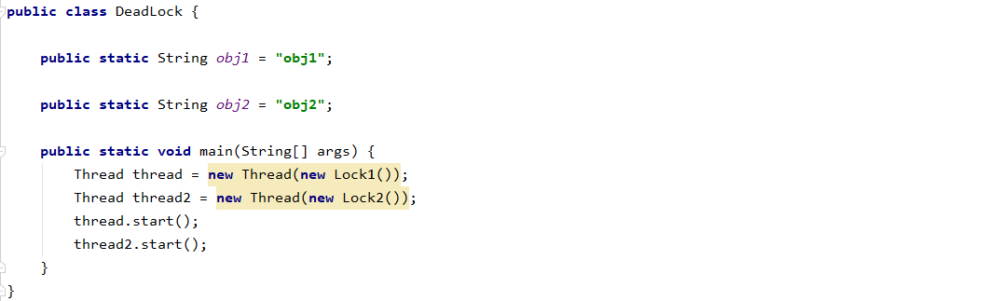 public class DeadLock {
public static String obj1 = "obj1";
public static String obj2 = "obj2";
public static void main(String[] args) {
Thread thread = new Thread(new Lock1());
Thread thread2 = new Thread(new Lock2());
thread.start();
thread2.start();
}
}